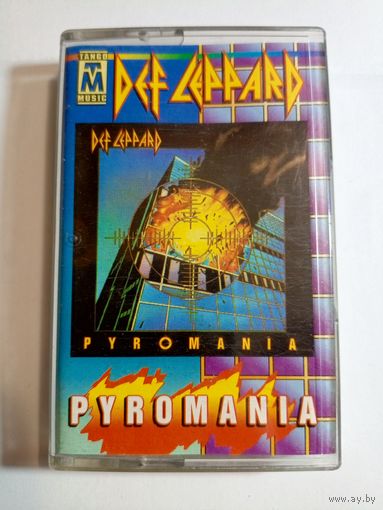 TANGO
M
MUSIC
DEF LEPPARD
DEF LEPPARD
PYROMANIA
PYROMANIA
www.ay.by